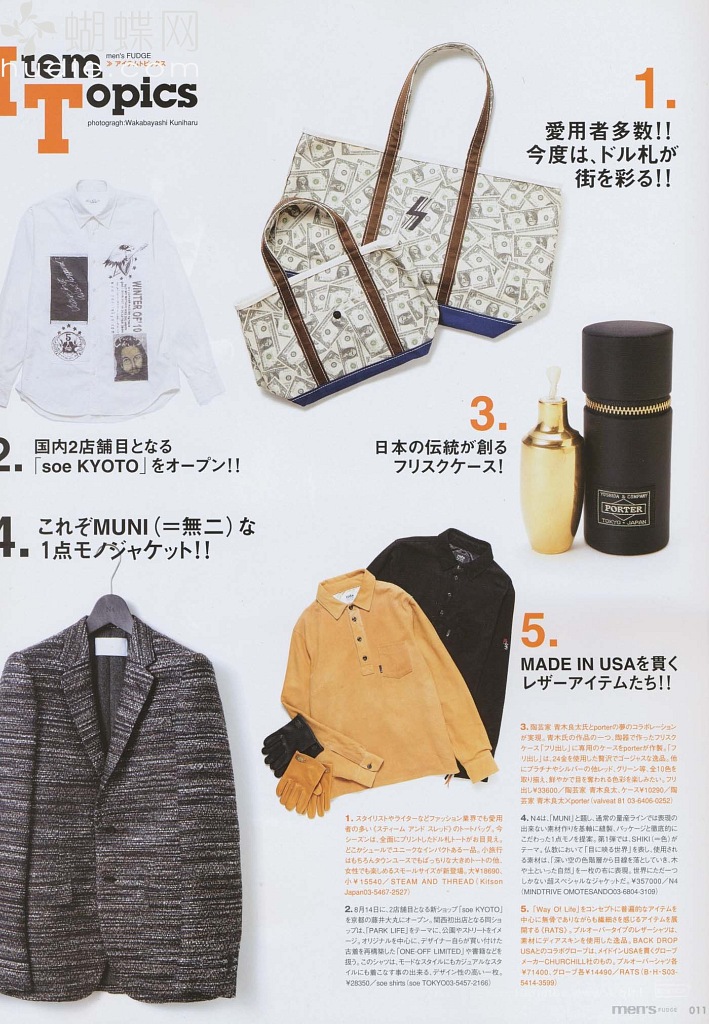 蝴蝶网
hudie.com
men's FUDGE
Item
≫ アイテムトピックス
Topics
photograph:Wakabayashi Kuniharu
1.
愛用者多数!!
今度は、ドル札が
街を彩る!!
WINTER OF '10
2. 国内2店舗目となる
「soe KYOTO」をオープン!!
3.
日本の伝統が創る
フリスクケース!
YOSHIDA & COMPANY
PORTER
TOKYO・JAPAN
4. これぞMUNI(=無二)な
1点モノジャケット!!
5.
MADE IN USAを貫く
レザーアイテムたち!!
1. スタイリストやライターなどファッション業界でも愛用
者の多い〈スティーム アンド スレッド〉のトートバッグ。今
シーズンは、全面にプリントしたドル札トートがお目見え。
どこかシュールでユニークなインパクトある一品。小旅行
はもちろんタウンユースでもばっちりな大きめトートの他、
女性でも楽しめるスモールサイズが新登場。大¥18690、
小¥15540/STEAM AND THREAD(Kitson
Japan03-5467-2527)
2. 8月14日に、2店舗目となる新ショップ「soe KYOTO」
を京都の藤井大丸にオープン。関西初出店となる同ショ
ップは、「PARK LIFE」をテーマに、公園やストリートをイメ
ージ。オリジナルを中心に、デザイナー自らが買い付けた
古着を再構築した「ONE-OFF LIMITED」や書籍などを
扱う。このシャツは、モードなスタイルにもカジュアルなスタ
イルにも着こなす事の出来る、デザイン性の高い一枚。
¥28350/soe shirts(soe TOKYO03-5457-2166)
3. 陶芸家 青木良太氏とporterの夢のコラボレーション
が実現。青木氏の作品の一つ、陶器で作ったフリスク
ケース「フリ出し」に専用のケースをporterが作製。「フ
リ出し」は、24金を使用した贅沢でゴージャスな逸品。他
にプラチナやシルバーの他レッド、グリーン等、全10色を
取り揃え、鮮やかで目を奪われる色彩を楽しみたい。フリ
出し¥33600/陶芸家 青木良太、ケース¥10290/陶
芸家 青木良太×porter(valveat 81 03-6406-0252)
4. N4は、「MUNI」と題し、通常の量産ラインでは表現の
出来ない素材作りを基軸に縫製、パッケージと徹底的に
こだわった1点モノを提案。第1弾では、SHIKI(=色)が
テーマ。仏教において「目に映る世界」を表し、使用され
る素材は、「深い空の色階層から目線を落としていき、木
や土といった自然」を一枚の布に表現。世界にただ一つ
しかない超スペシャルなジャケットだ。¥357000/N4
(MINDTRIVE OMOTESANDO03-6804-3109)
5. 「Way Of Life」をコンセプトに普遍的なアイテムを
中心に無骨でありながらも繊細さを感じるアイテムを展
開する〈RATS〉。プルオーバータイプのレザーシャツは、
素材にディアスキンを使用した逸品。BACK DROP
USAとのコラボグローブは、メイドインUSAを貫くグローブ
メーカーCHURCHILL社のもの。プルオーバーシャツ各
¥71400、グローブ各¥14490/RATS(B・H・S03-
5414-3599)
men's FUDGE 011